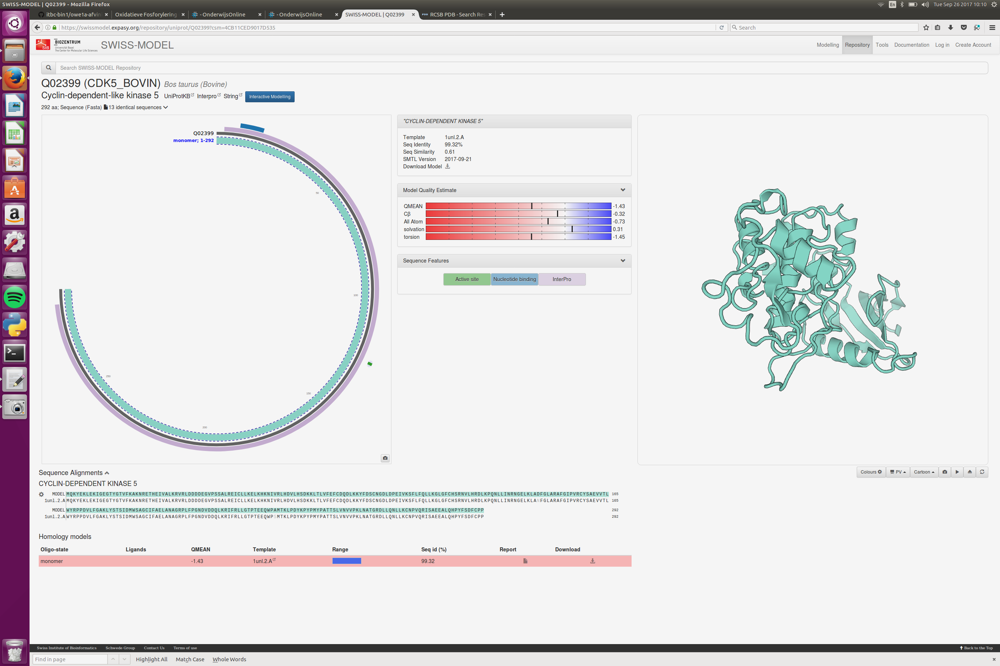 SWISS-MODEL | Q02399 - Mozilla Firefox
En
Tue Sep 26 2017 10:10
itbc-bin1/owe1a-afvin
Oxidatieve Fosforylering
- OnderwijsOnline
- OnderwijsOnline
SWISS-MODEL | Q02399
RCSB PDB - Search Res
https://swissmodel.expasy.org/repository/uniprot/Q02399?csm=4CB11CED9017D535
Search
SIB
BIOZENTRUM
Universität Basel
The Center for Molecular Life Sciences
SWISS-MODEL
Modelling Repository Tools Documentation Log in Create Account
Search SWISS-MODEL Repository
Q02399 (CDK5_BOVIN) Bos taurus (Bovine)
Cyclin-dependent-like kinase 5 UniProtKB Interpro String Interactive Modelling
292 aa; Sequence (Fasta) 13 identical sequences
Q02399
monomer; 1-292
50
100
150
200
250
"CYCLIN-DEPENDENT KINASE 5"
Template 1unl.2.A
Seq Identity 99.32%
Seq Similarity 0.61
SMTL Version 2017-09-21
Download Model
Model Quality Estimate
QMEAN -1.43
Cβ -0.32
All Atom -0.73
solvation 0.31
torsion -1.45
Sequence Features
Active site Nucleotide binding InterPro
Colours PV Cartoon
Sequence Alignments
CYCLIN-DEPENDENT KINASE 5
MODEL MQKYEKLEKIGEGTYGTVFKAKNRETHEIVALKRVRLDDDDEGVPSSALREICLLKELKHKNIVRLHDVLHSDKKLTLVFEFCDQDLKKYFDSCNGDLDPEIVKSFLFQLLKGLGFCHSRNVLHRDLKPQNLLINRNGELKLADFGLARAFGIPVRCYSAEVVTL 165
1unl.2.A MQKYEKLEKIGEGTYGTVFKAKNRETHEIVALKRVRLDDDDEGVPSSALREICLLKELKHKNIVRLHDVLHSDKKLTLVFEFCDQDLKKYFDSCNGDLDPEIVKSFLFQLLKGLGFCHSRNVLHRDLKPQNLLINRNGELKLANFGLARAFGIPVRCYSAEVVTL 165
MODEL WYRPPDVLFGAKLYSTSIDMWSAGCIFAELANAGRPLFPGNDVDDQLKRIFRLLGTPTEEQWPAMTKLPDYKPYPMYPATTSLVNVVPKLNATGRDLLQNLLKCNPVQRISAEEALQHPYFSDFCPP 292
1unl.2.A WYRPPDVLFGAKLYSTSIDMWSAGCIFAELANAGRPLFPGNDVDDQLKRIFRLLGTPTEEQWPSMTKLPDYKPYPMYPATTSLVNVVPKLNATGRDLLQNLLKCNPVQRISAEEALQHPYFSDFCPP 292
Homology models
Oligo-state Ligands QMEAN Template Range Seq id (%) Report Download
monomer -1.43 1unl.2.A 99.32
Swiss Institute of Bioinformatics Schwede Group Contact Us Terms of use Back to the Top
Find in page Highlight All Match Case Whole Words